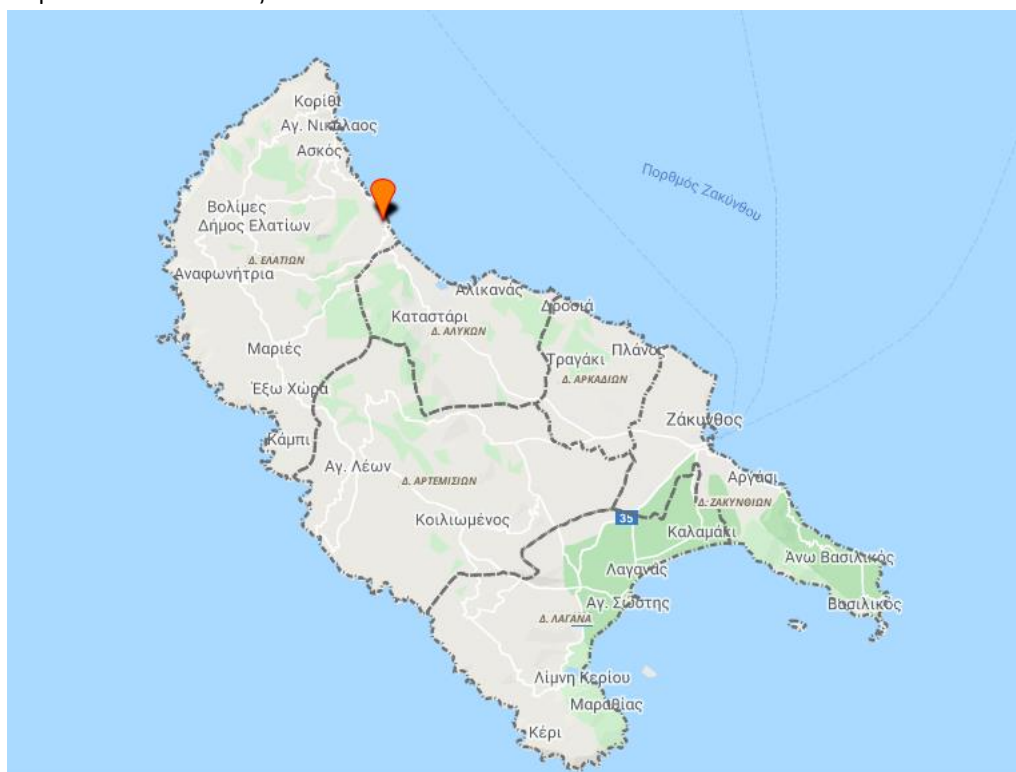 Κορίθι
Αγ. Νικόλαος
Ασκός
Πορθμός Ζακύνθου
Βολίμες
Δήμος Ελατίων
Δ. ΕΛΑΤΙΩΝ
Αναφωνήτρια
Αλικανάς
Καταστάρι
Δ. ΑΛΥΚΩΝ
Δροσιά
Μαριές
Τραγάκι
Πλάνος
Δ. ΑΡΚΑΔΙΩΝ
Έξω Χώρα
Ζάκυνθος
Κάμπι
Αγ. Λέων
Δ. ΑΡΤΕΜΙΣΙΩΝ
Αργάσι
Δ. ΖΑΚΥΝΘΙΩΝ
Κοιλιωμένος
35
Καλαμάκι
Άνω Βασιλικός
Λαγανάς
Αγ. Σώστης
Βασιλικός
Δ. ΛΑΓΑΝΑ
Λίμνη Κερίου
Μαραθίας
Κέρι